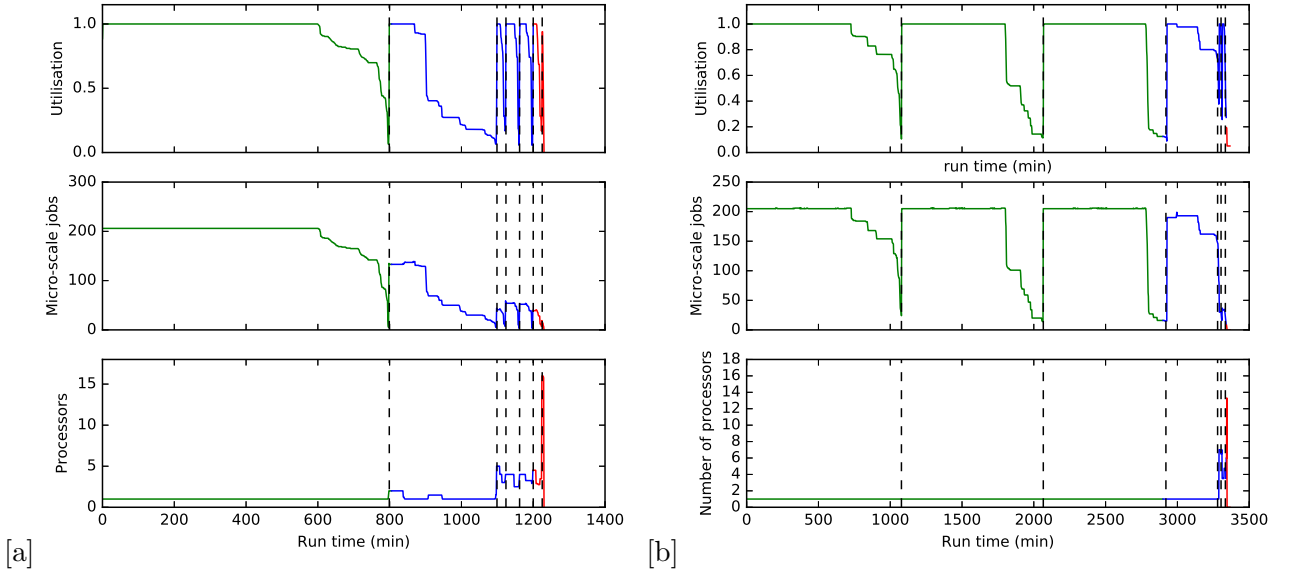 1.0
0.5
0.0
Utilisation
300
200
100
0
Micro-scale jobs
15
10
5
0
Processors
0 200 400 600 800 1000 1200 1400
Run time (min)
[a]
1.0
0.8
0.6
0.4
0.2
0.0
Utilisation
run time (min)
250
200
150
100
50
0
Micro-scale jobs
18
16
14
12
10
8
6
4
2
0
Number of processors
0 500 1000 1500 2000 2500 3000 3500
Run time (min)
[b]